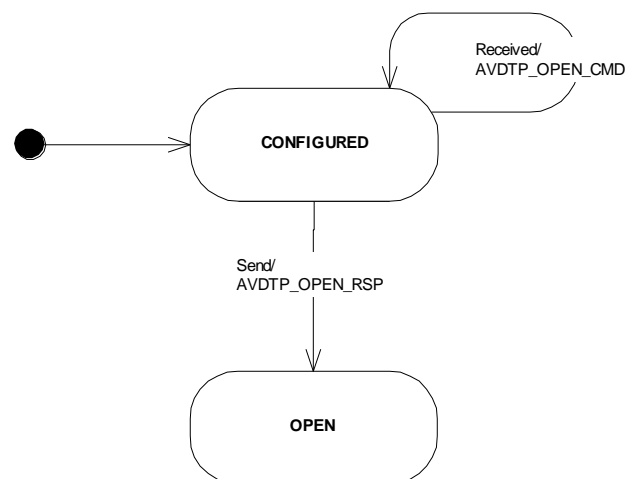 Received/
AVDTP_OPEN_CMD
CONFIGURED
Send/
AVDTP_OPEN_RSP
OPEN